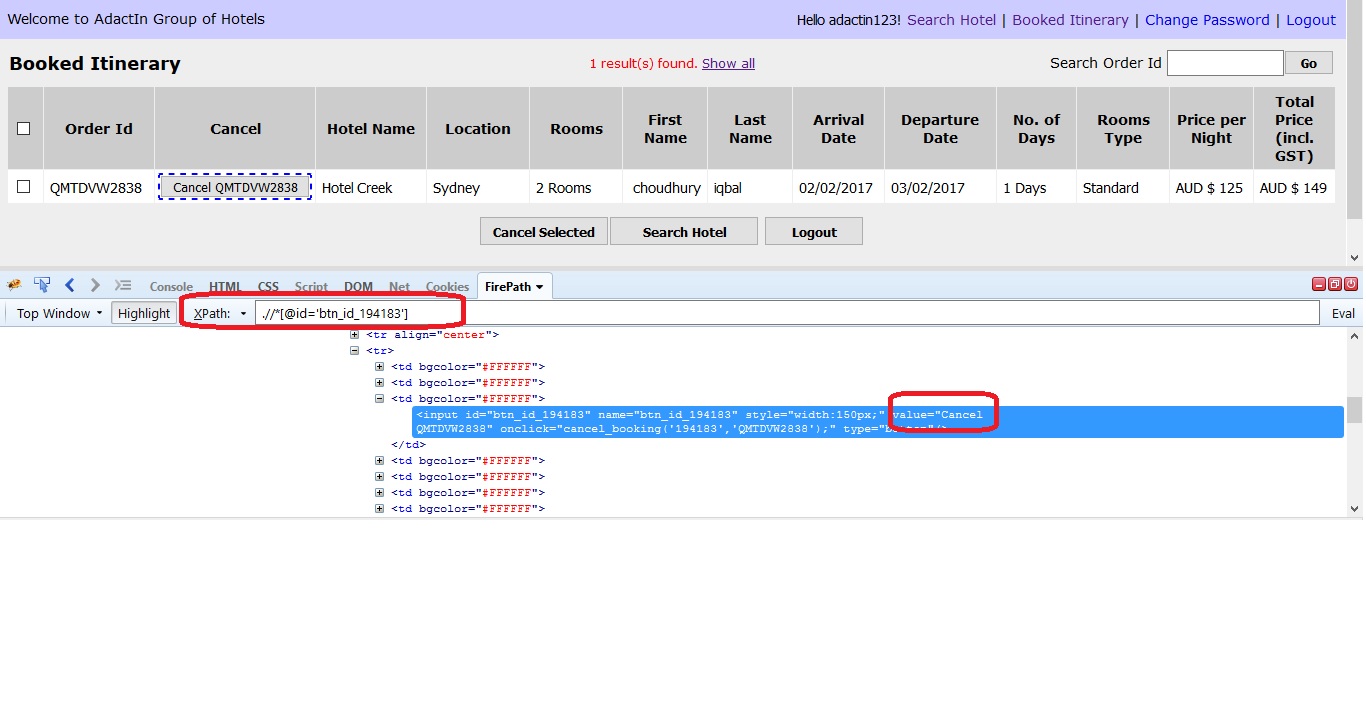 Welcome to AdactIn Group of Hotels
Hello adactin123! Search Hotel | Booked Itinerary | Change Password | Logout
Booked Itinerary
1 result(s) found. Show all
Search Order Id
Go
Order Id
Cancel
Hotel Name
Location
Rooms
First
Name
Last
Name
Arrival
Date
Departure
Date
No. of
Days
Rooms
Type
Price per
Night
Total
Price
(incl.
GST)
QMTDVW2838
Cancel QMTDVW2838
Hotel Creek
Sydney
2 Rooms
choudhury
iqbal
02/02/2017
03/02/2017
1 Days
Standard
AUD $ 125
AUD $ 149
Cancel Selected
Search Hotel
Logout
Console HTML CSS Script DOM Net Cookies FirePath
Top Window Highlight XPath: .//*[@id='btn_id_194183'] Eval
<tr align="center">
<tr>
<td bgcolor="#FFFFFF">
<td bgcolor="#FFFFFF">
<td bgcolor="#FFFFFF">
<input id="btn_id_194183" name="btn_id_194183" style="width:150px;" value="Cancel
QMTDVW2838" onclick="cancel_booking('194183','QMTDVW2838');" type="button"/>
</td>
<td bgcolor="#FFFFFF">
<td bgcolor="#FFFFFF">
<td bgcolor="#FFFFFF">
<td bgcolor="#FFFFFF">